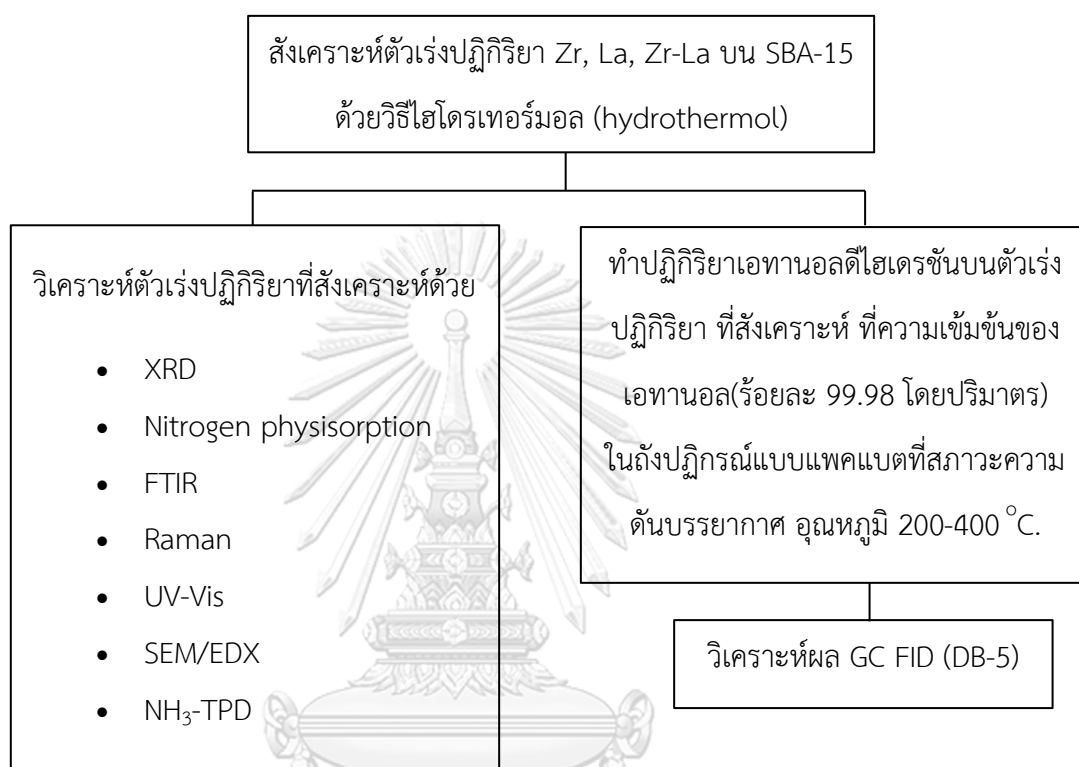 สังเคราะห์ตัวเร่งปฏิกิริยา Zr, La, Zr-La บน SBA-15
ด้วยวิธีไฮโดรเทอร์มอล (hydrothermol)
วิเคราะห์ตัวเร่งปฏิกิริยาที่สังเคราะห์ด้วย
• XRD
• Nitrogen physisorption
• FTIR
• Raman
• UV-Vis
• SEM/EDX
• NH₃-TPD
ทำปฏิกิริยาเอทานอลดีไฮเดรชันบนตัวเร่ง
ปฏิกิริยา ที่สังเคราะห์ ที่ความเข้มข้นของ
เอทานอล(ร้อยละ 99.98 โดยปริมาตร)
ในถังปฏิกรณ์แบบแพคแบตที่สภาวะความ
ดันบรรยากาศ อุณหภูมิ 200-400 °C.
วิเคราะห์ผล GC FID (DB-5)